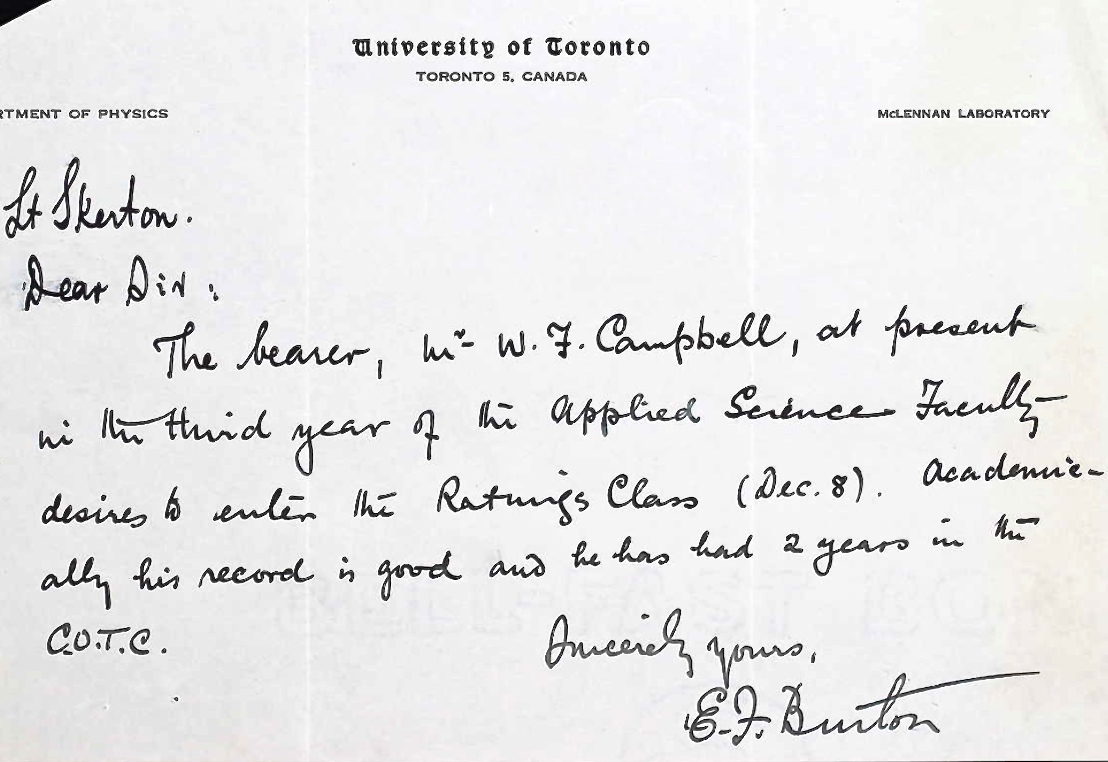 University of Toronto
TORONTO 5, CANADA
RTMENT OF PHYSICS
McLENNAN LABORATORY
Lt Skerton.
Dear Sir:
The bearer, Mr W. F. Campbell, at present
in the third year of the Applied Science Faculty
desires to enter the Ratings Class (Dec. 8). Academic-
ally his record is good and he has had 2 years in the
C.O.T.C.
Sincerely yours,
E.F. Burton